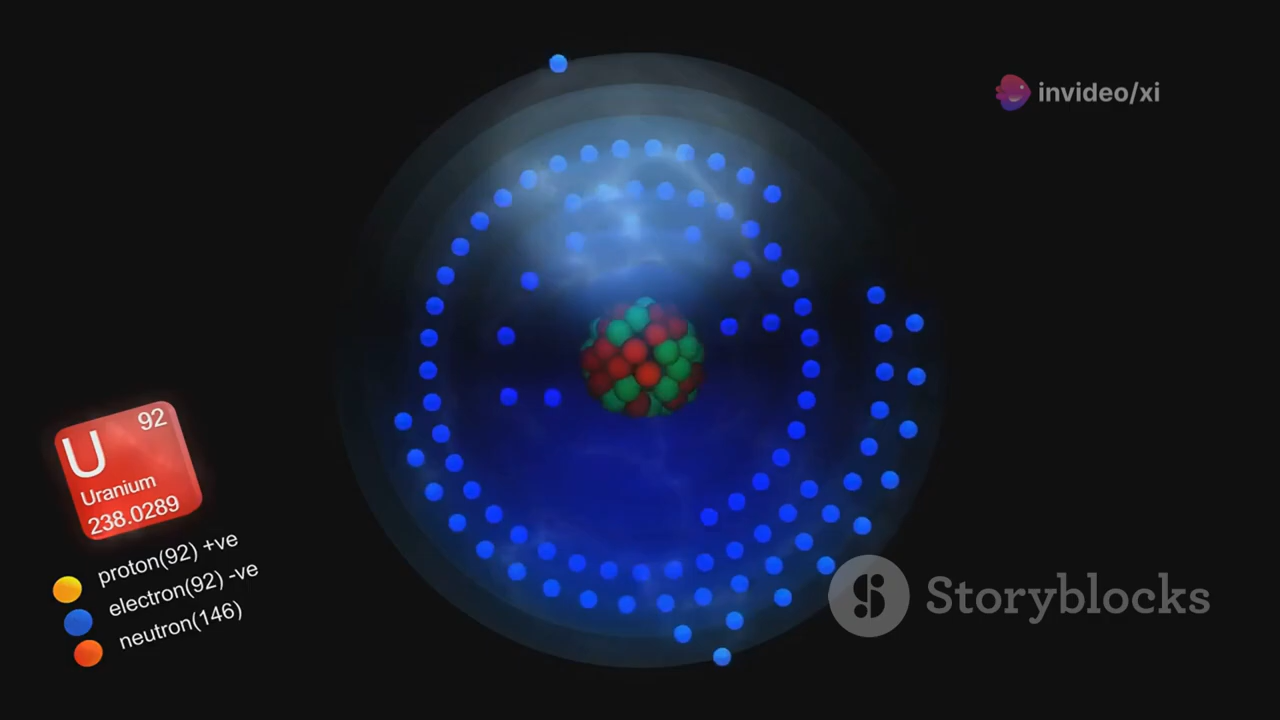 invideo/xi
92
U
Uranium
238.0289
proton(92) +ve
electron(92) -ve
neutron(146)
Storyblocks